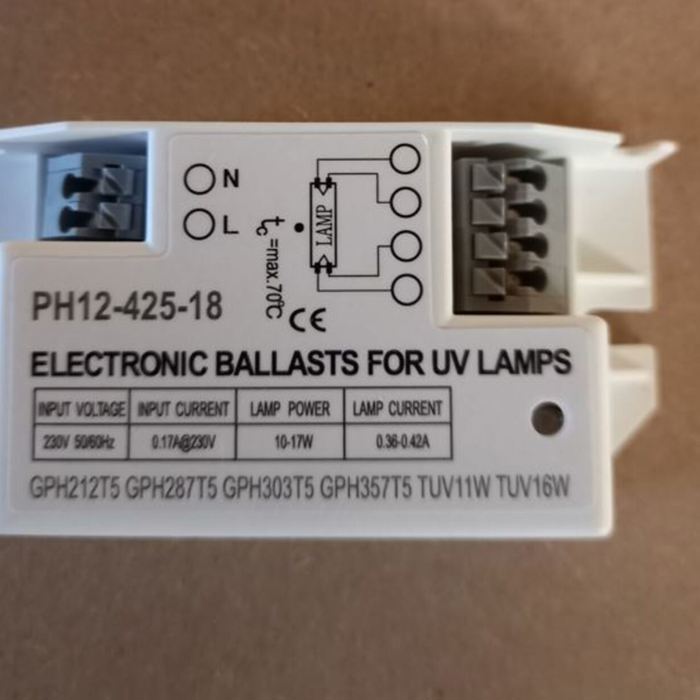 N
L
LAMP
tc=max.70°C
PH12-425-18
CE
ELECTRONIC BALLASTS FOR UV LAMPS
INPUT VOLTAGE INPUT CURRENT LAMP POWER LAMP CURRENT
230V 50/60Hz 0.17A@230V 10-17W 0.36-0.42A
GPH212T5 GPH287T5 GPH303T5 GPH357T5 TUV11W TUV16W